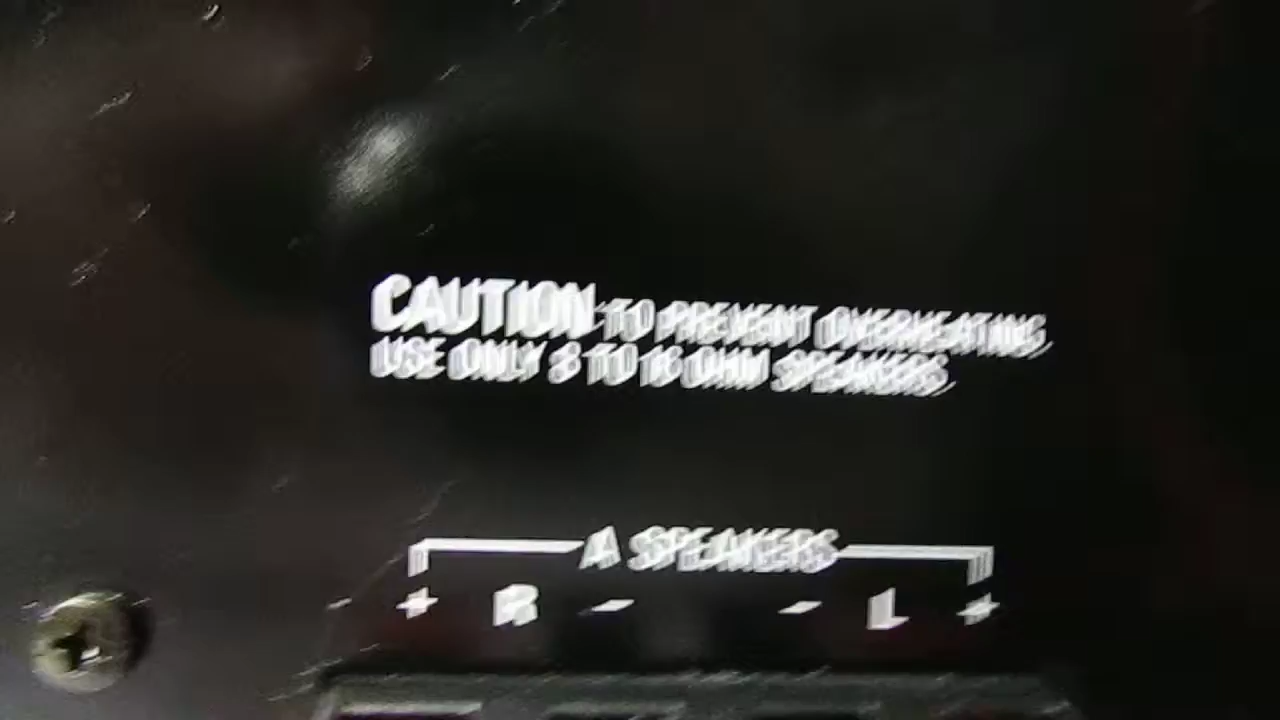 CAUTION: TO PREVENT OVERHEATING,
USE ONLY 8 TO 16 OHM SPEAKERS.
A SPEAKERS
+ R - - L +